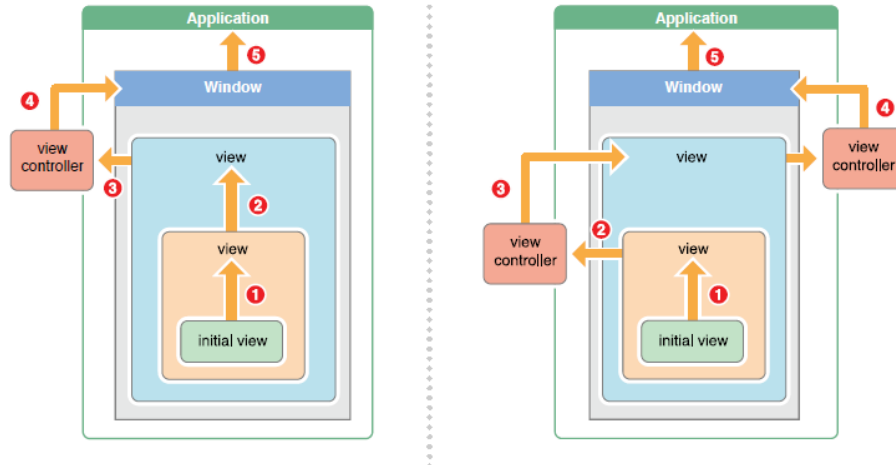 Application
5
Window
4
view
controller
view
3
2
view
1
initial view
Application
5
Window
4
view
controller
view
3
2
view
controller
view
1
initial view